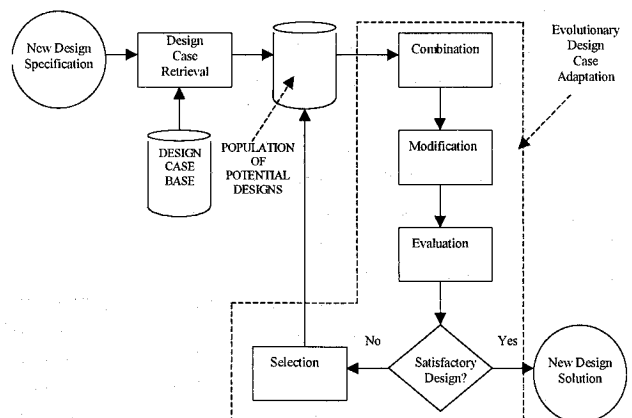 New Design
Specification
Design
Case
Retrieval
Combination
Evolutionary
Design
Case
Adaptation
DESIGN
CASE
BASE
POPULATION
OF
POTENTIAL
DESIGNS
Modification
Evaluation
Selection
No
Satisfactory
Design?
Yes
New Design
Solution